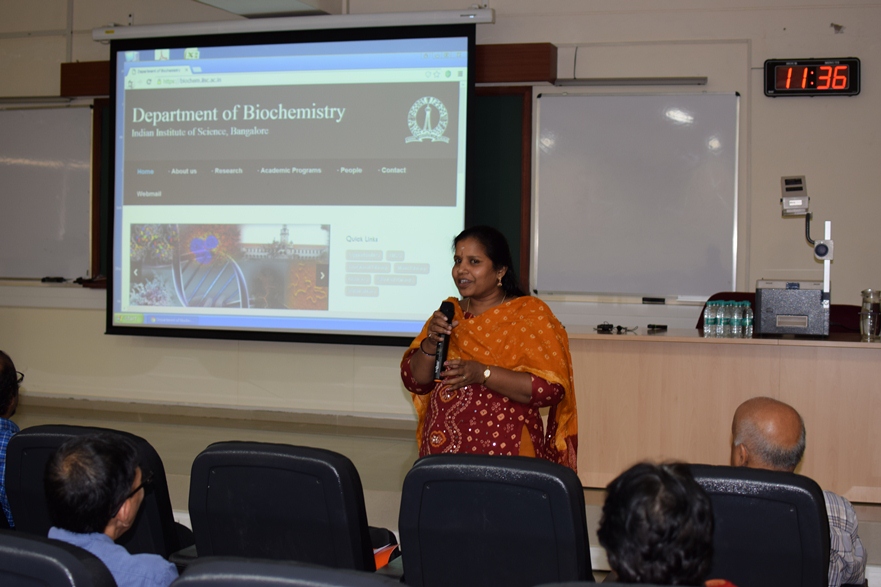 Department of Biochemistry
Indian Institute of Science, Bangalore
Home · About us · Research · Academic Programs · People · Contact
Webmail
Quick Links
11:36